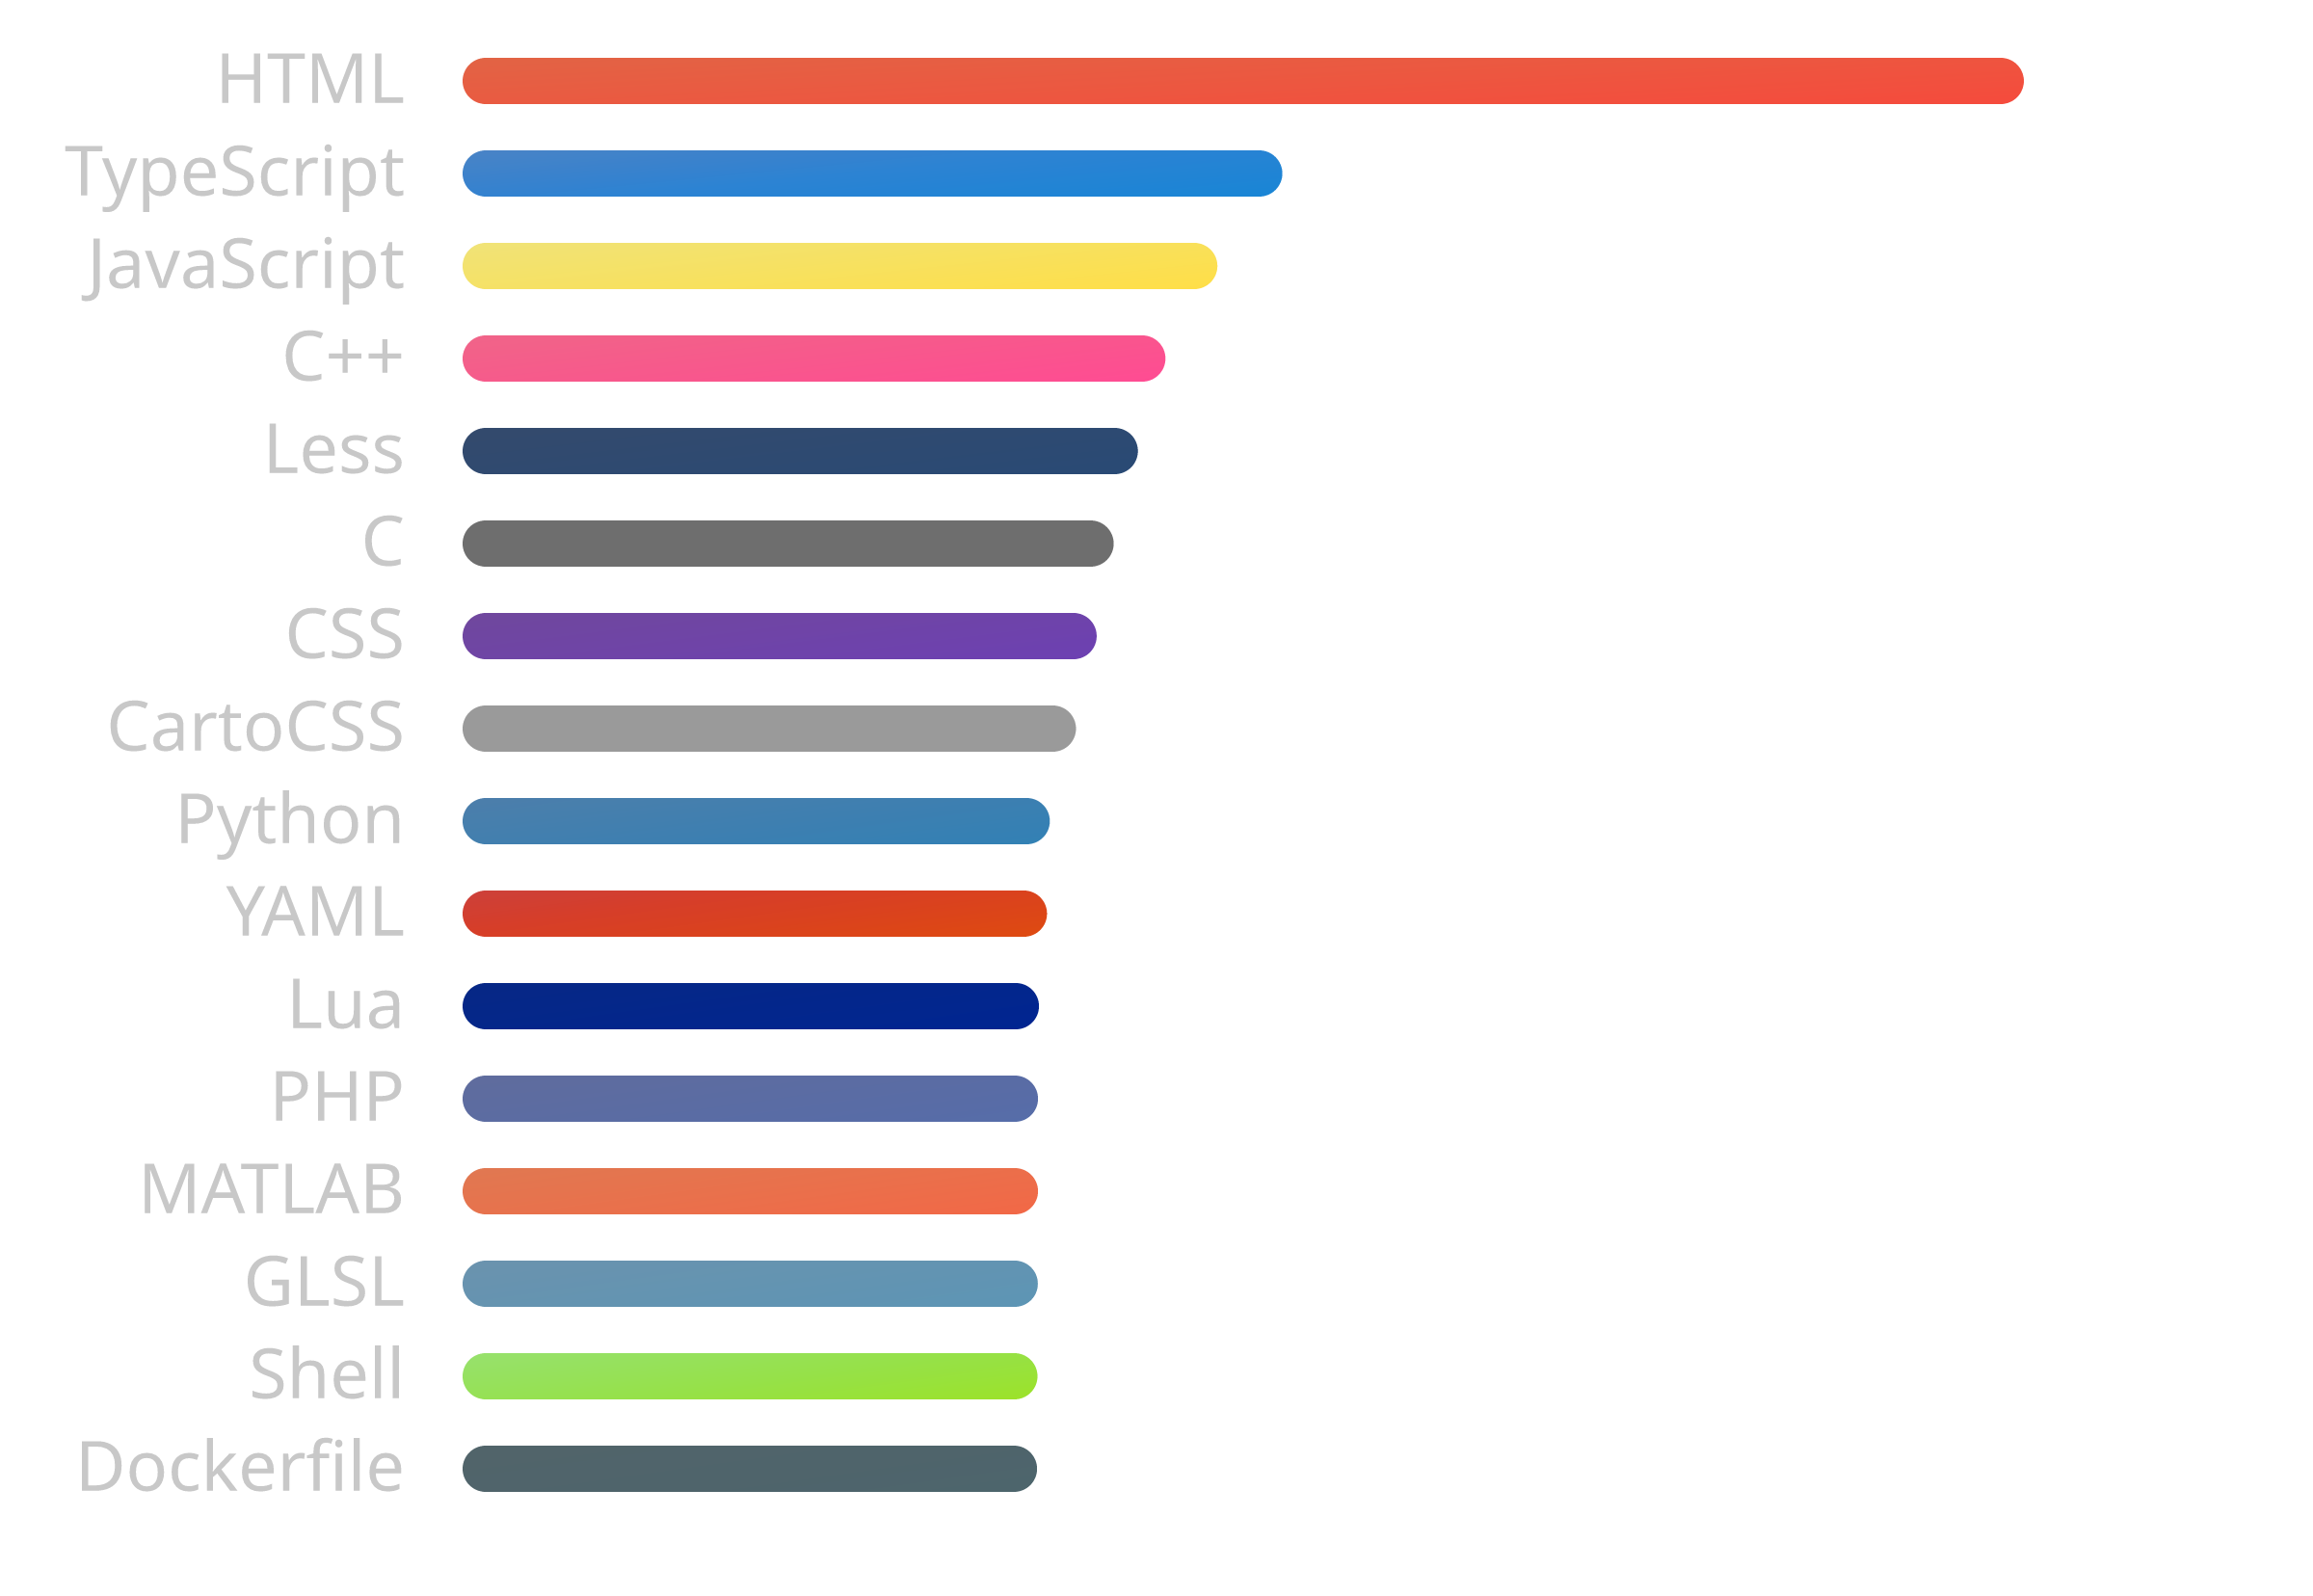 HTML
TypeScript
JavaScript
C++
Less
C
CSS
CartoCSS
Python
YAML
Lua
PHP
MATLAB
GLSL
Shell
Dockerfile